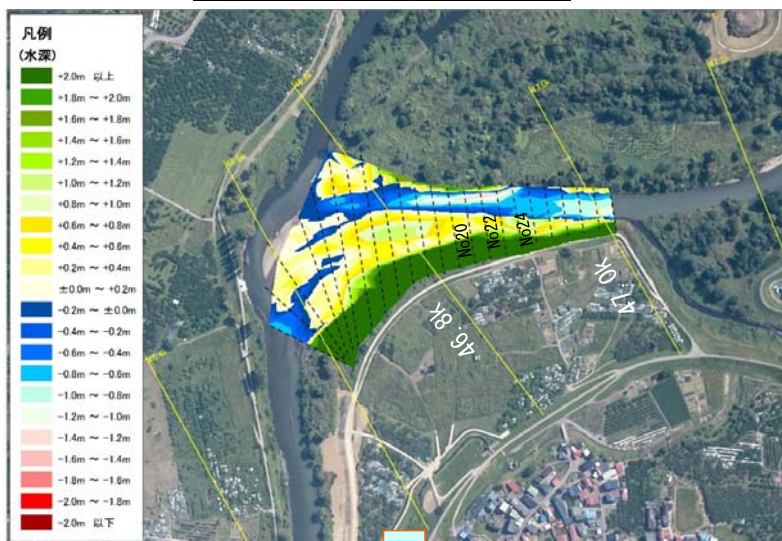 凡例
(水深)
+2.0m 以上
+1.8m ～ +2.0m
+1.6m ～ +1.8m
+1.4m ～ +1.6m
+1.2m ～ +1.4m
+1.0m ～ +1.2m
+0.8m ～ +1.0m
+0.6m ～ +0.8m
+0.4m ～ +0.6m
+0.2m ～ +0.4m
±0.0m ～ +0.2m
-0.2m ～ ±0.0m
-0.4m ～ -0.2m
-0.6m ～ -0.4m
-0.8m ～ -0.6m
-1.0m ～ -0.8m
-1.2m ～ -1.0m
-1.4m ～ -1.2m
-1.6m ～ -1.4m
-1.8m ～ -1.6m
-2.0m ～ -1.8m
-2.0m 以下
47.0k
47.2k
No20
No22
No24
46.8k
47.0k